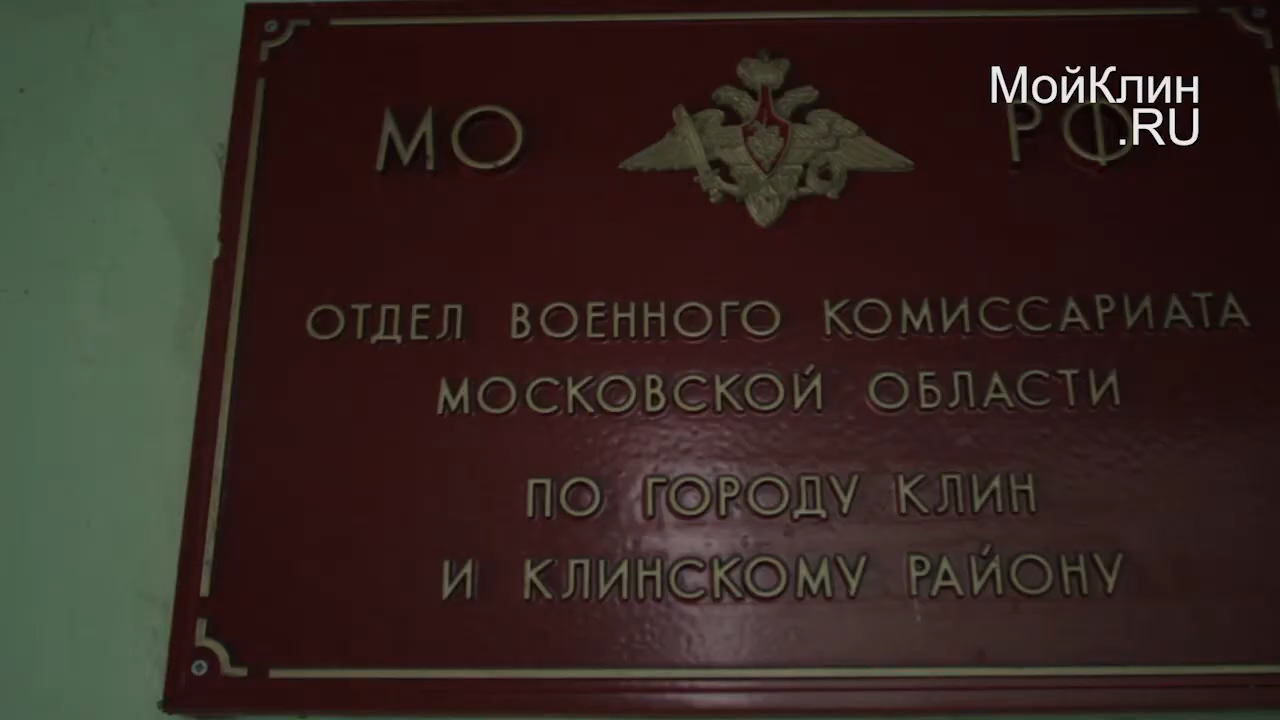 МойКлин
.RU
МО РФ
ОТДЕЛ ВОЕННОГО КОМИССАРИАТА
МОСКОВСКОЙ ОБЛАСТИ
ПО ГОРОДУ КЛИН
И КЛИНСКОМУ РАЙОНУ